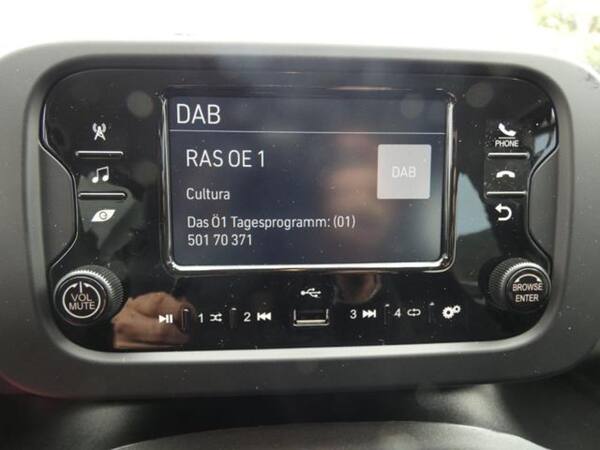 DAB
RAS OE 1
DAB
Cultura
Das Ö1 Tagesprogramm: (01)
501 70 371
PHONE
VOL
MUTE
BROWSE
ENTER
1
2
3
4